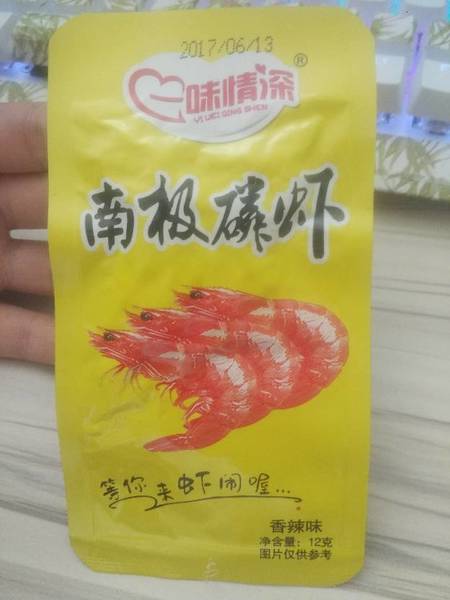 2017/06/13
一味情深®
YI WEI QING SHEN
南极磷虾
等你来虾闹喔...
香辣味
净含量：12克
图片仅供参考